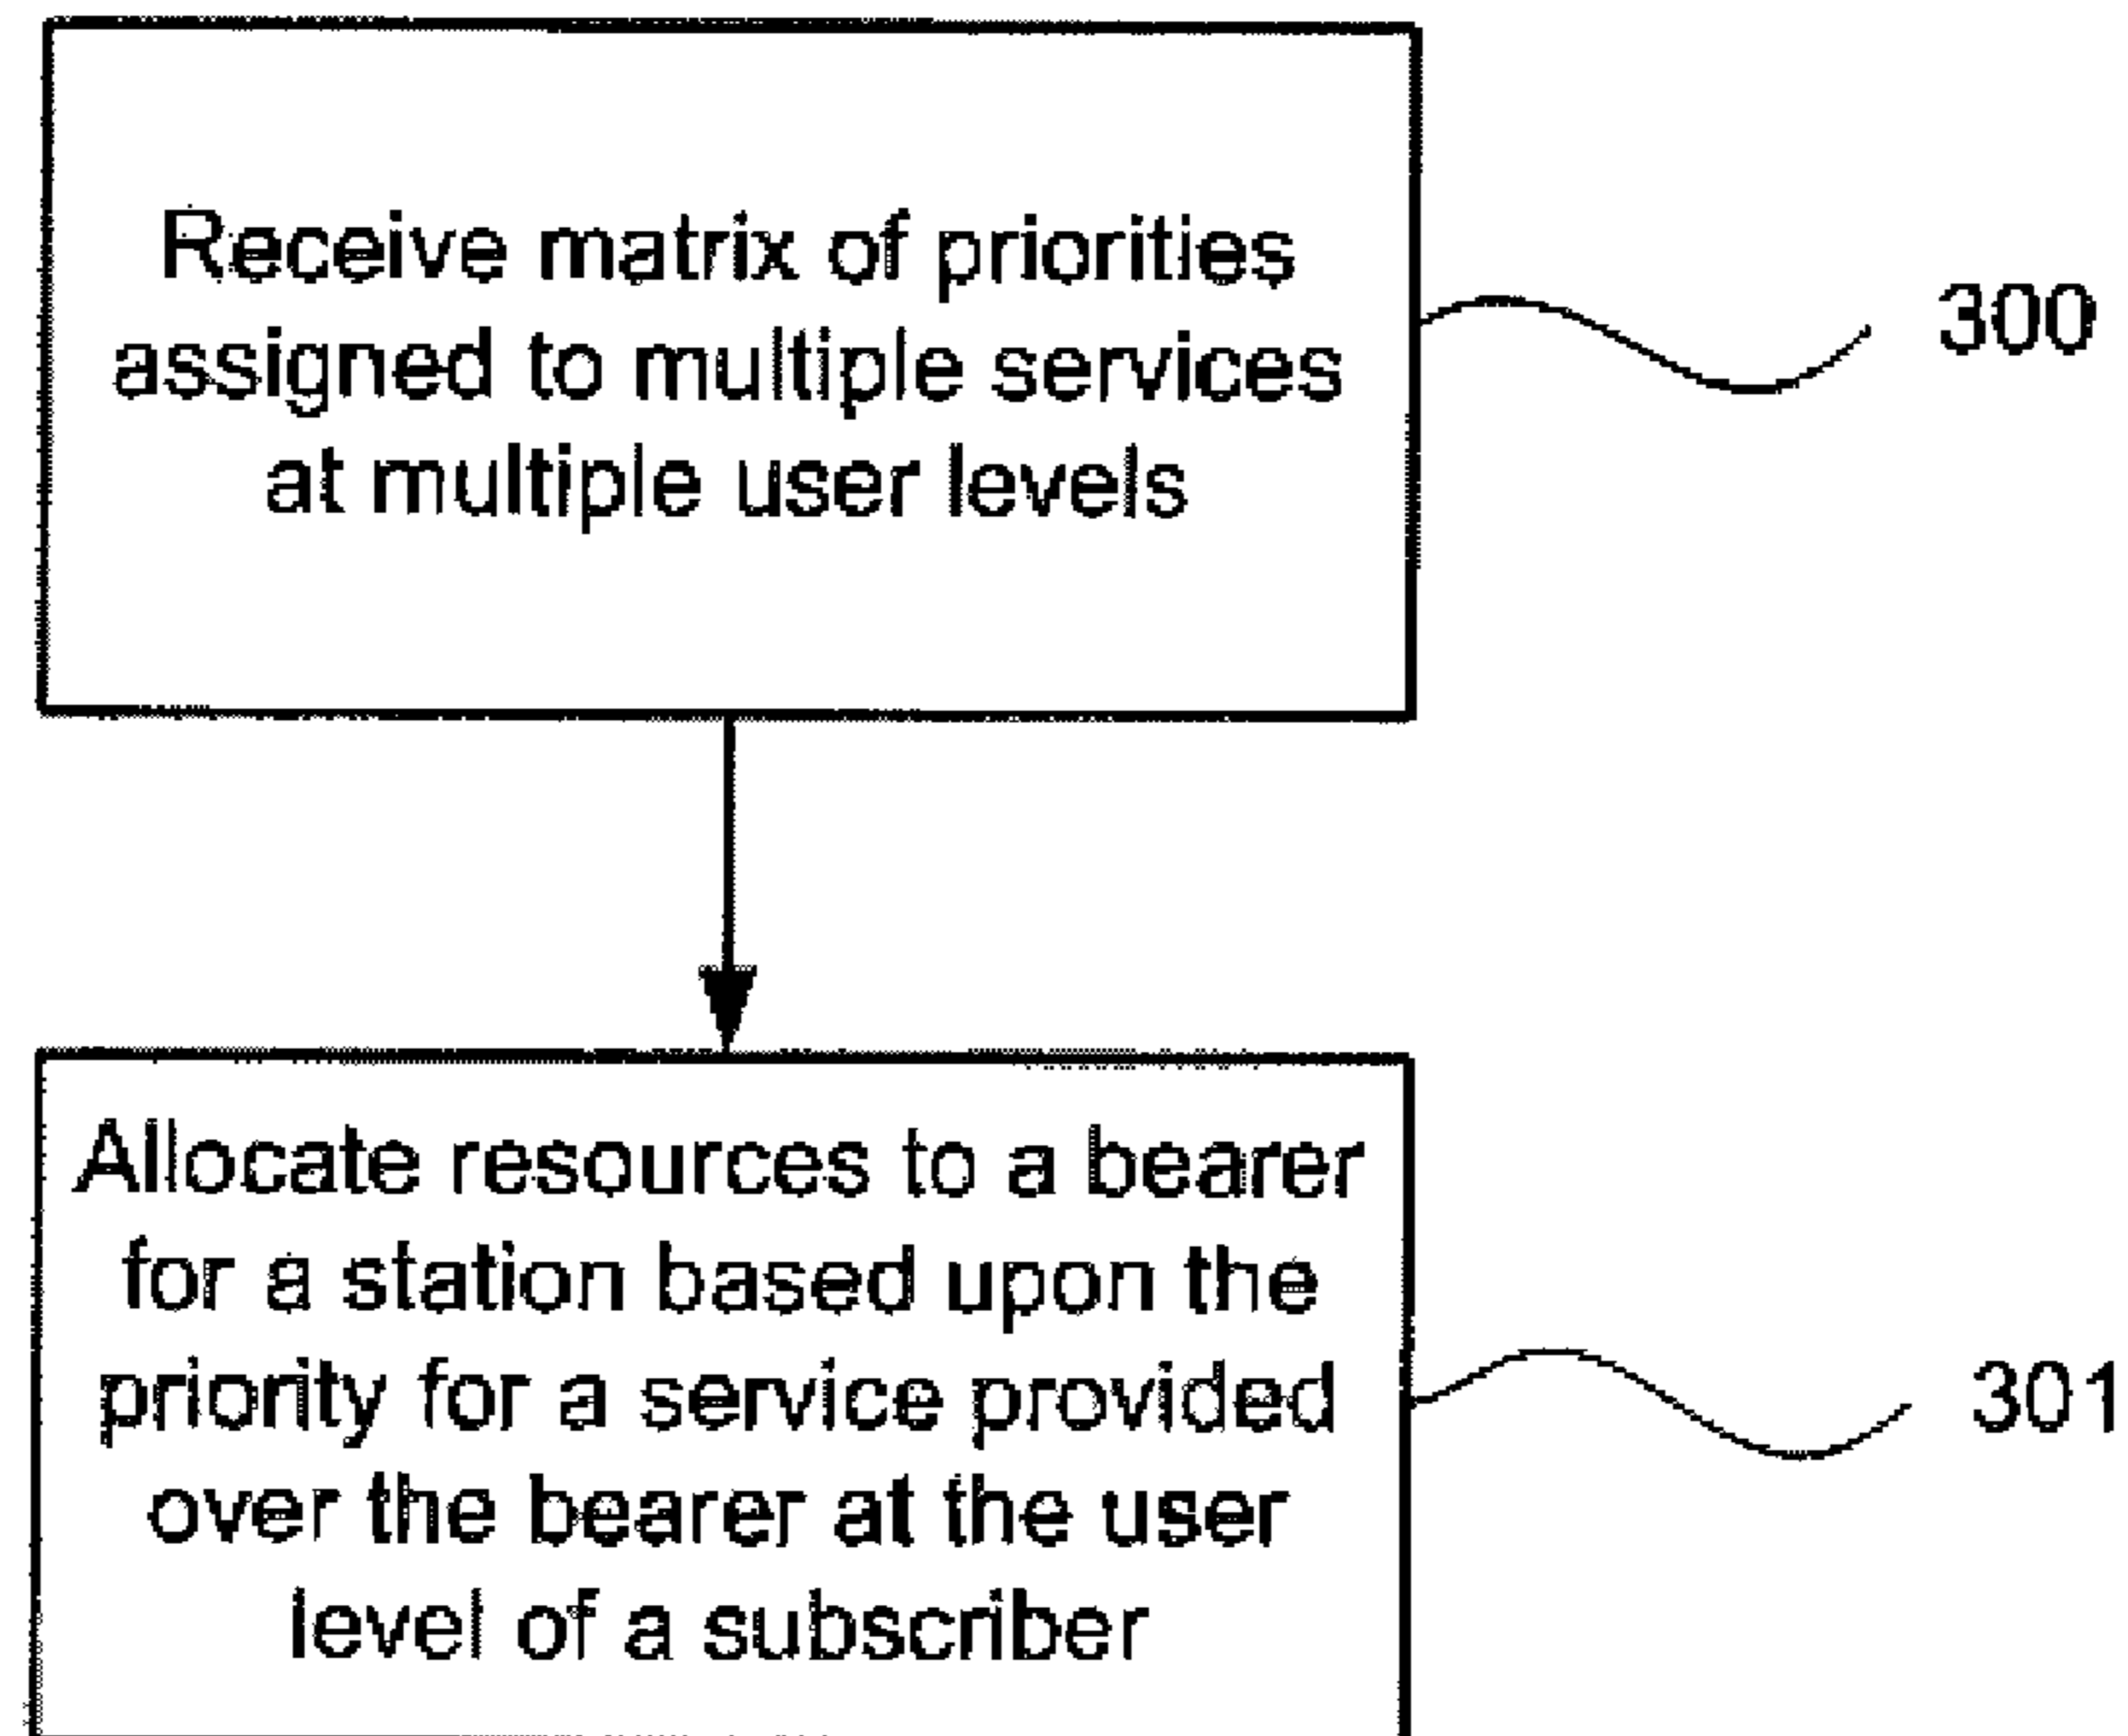 Receive matrix of priorities
assigned to multiple services
at multiple user levels
300
Allocate resources to a bearer
for a station based upon the
priority for a service provided
over the bearer at the user
level of a subscriber
301